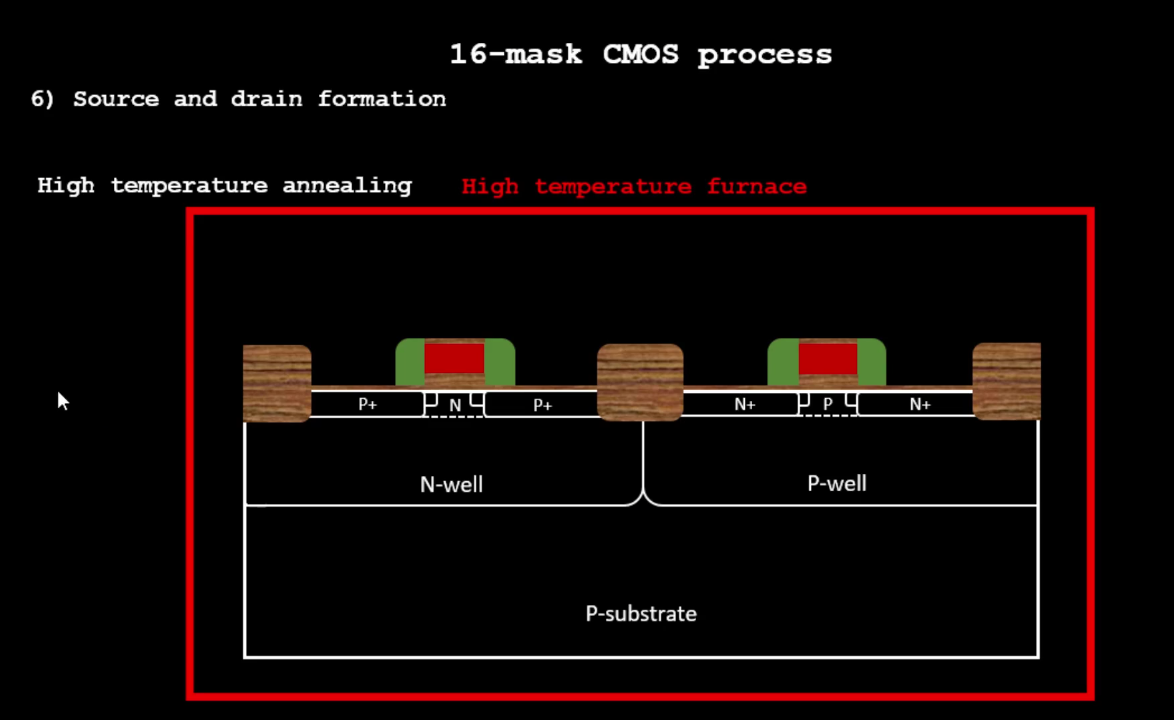 16-mask CMOS process
6) Source and drain formation
High temperature annealing High temperature furnace
P+ N P+ N+ P N+
N-well P-well
P-substrate